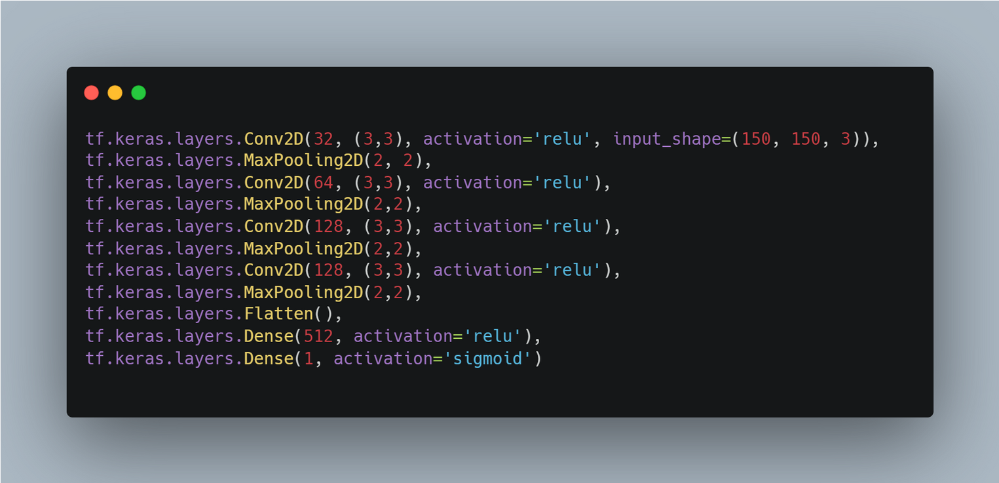 tf.keras.layers.Conv2D(32, (3,3), activation='relu', input_shape=(150, 150, 3)),
tf.keras.layers.MaxPooling2D(2, 2),
tf.keras.layers.Conv2D(64, (3,3), activation='relu'),
tf.keras.layers.MaxPooling2D(2,2),
tf.keras.layers.Conv2D(128, (3,3), activation='relu'),
tf.keras.layers.MaxPooling2D(2,2),
tf.keras.layers.Conv2D(128, (3,3), activation='relu'),
tf.keras.layers.MaxPooling2D(2,2),
tf.keras.layers.Flatten(),
tf.keras.layers.Dense(512, activation='relu'),
tf.keras.layers.Dense(1, activation='sigmoid')